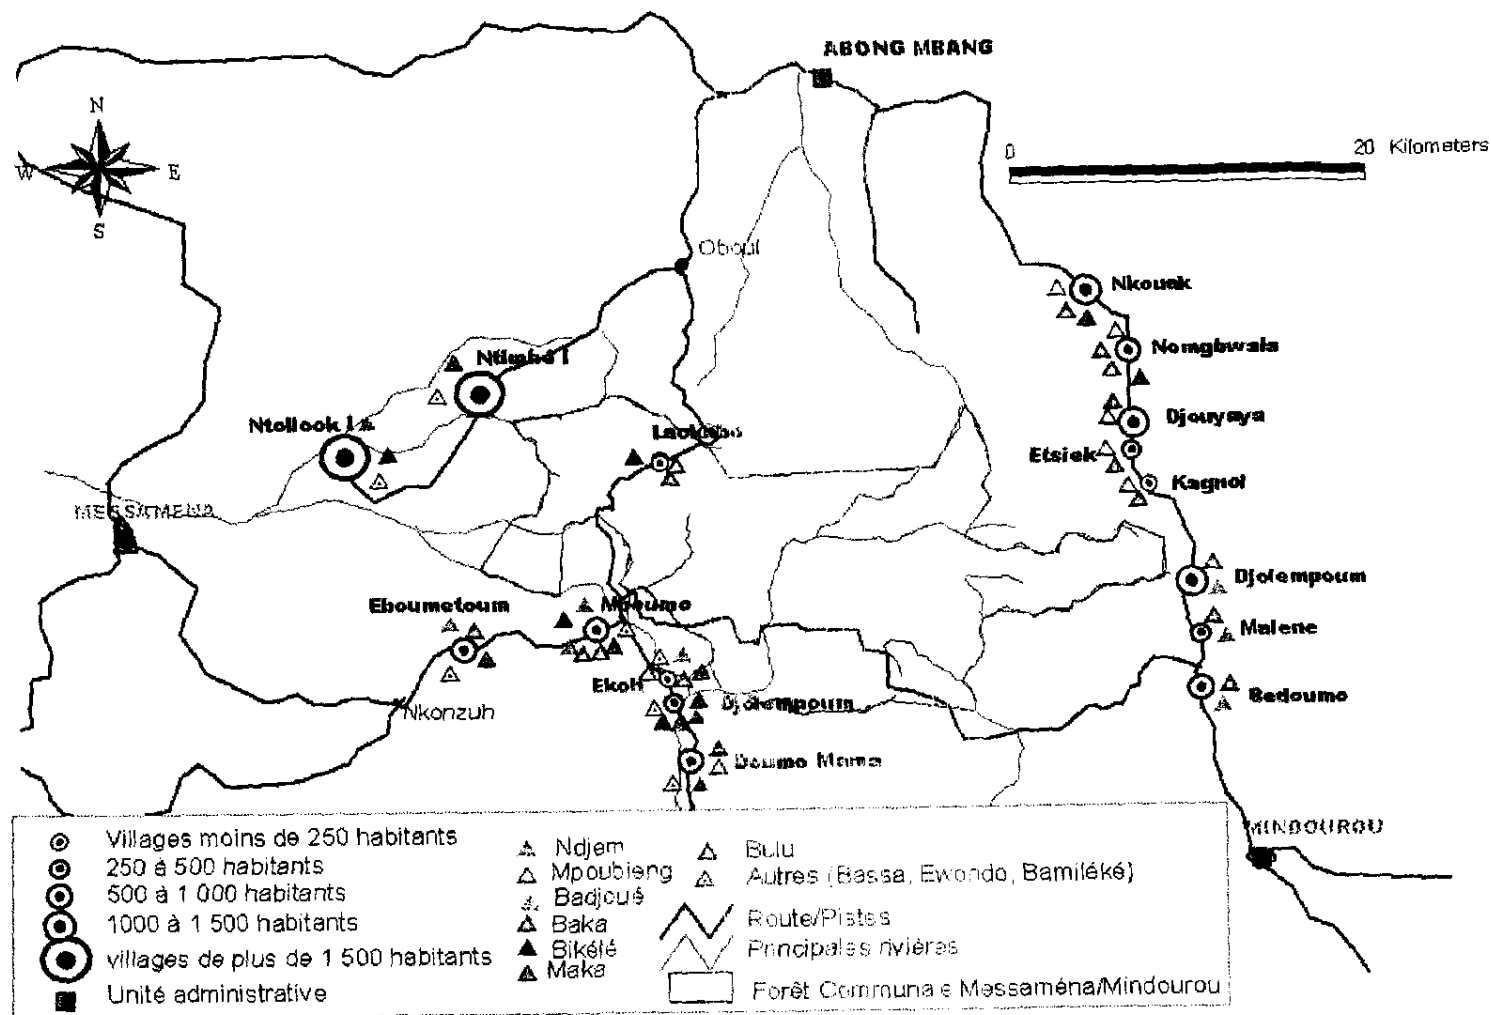 ABONG MBANG
N
W
E
S
0
20 Kilometers
Oboul
Nkouak
Nomgbwala
Ntimbé I
Djouyaya
Ntollook I
Etsiek
Kagnol
MESSAMENA
Djolempoum
Eboumetoum
Mpoumo
Malene
Ekoh
Bedoumo
Djolempoum
Nkonzuh
Doumo Mama
MINDOUROU
Villages moins de 250 habitants
250 à 500 habitants
500 à 1 000 habitants
1000 à 1 500 habitants
villages de plus de 1 500 habitants
Unité administrative
Ndjem
Mpoubieng
Badjoué
Baka
Bikélé
Maka
Bulu
Autres (Bassa, Ewondo, Bamiléké)
Route/Pistes
Principales rivières
Forêt Communale Messaména/Mindourou